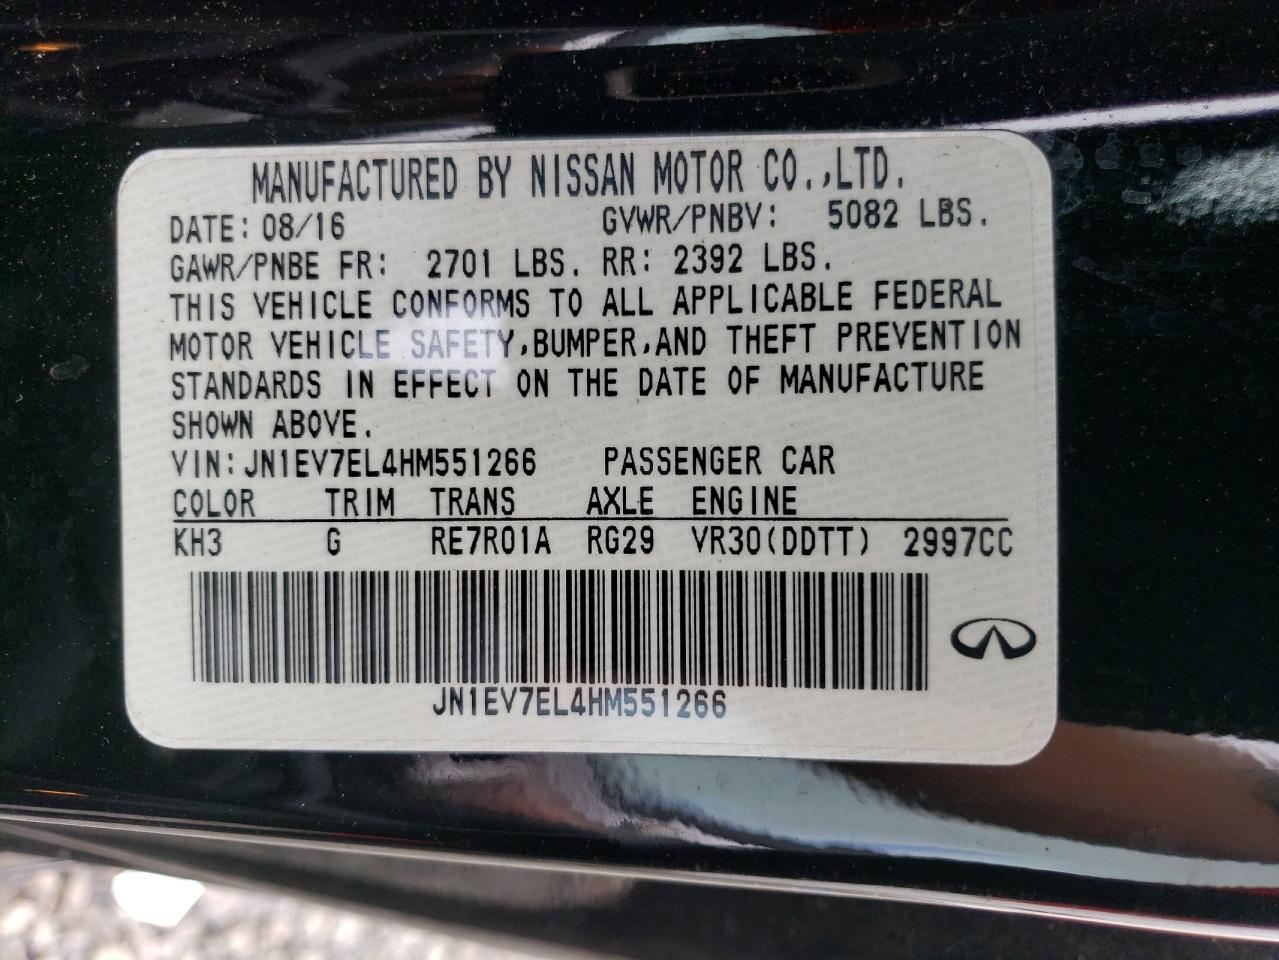 MANUFACTURED BY NISSAN MOTOR CO.,LTD.
DATE: 08/16 GVWR/PNBV: 5082 LBS.
GAWR/PNBE FR: 2701 LBS. RR: 2392 LBS.
THIS VEHICLE CONFORMS TO ALL APPLICABLE FEDERAL
MOTOR VEHICLE SAFETY,BUMPER,AND THEFT PREVENTION
STANDARDS IN EFFECT ON THE DATE OF MANUFACTURE
SHOWN ABOVE.
VIN:JN1EV7EL4HM551266 PASSENGER CAR
COLOR TRIM TRANS AXLE ENGINE
KH3 G RE7R01A RG29 VR30(DDTT) 2997CC
JN1EV7EL4HM551266